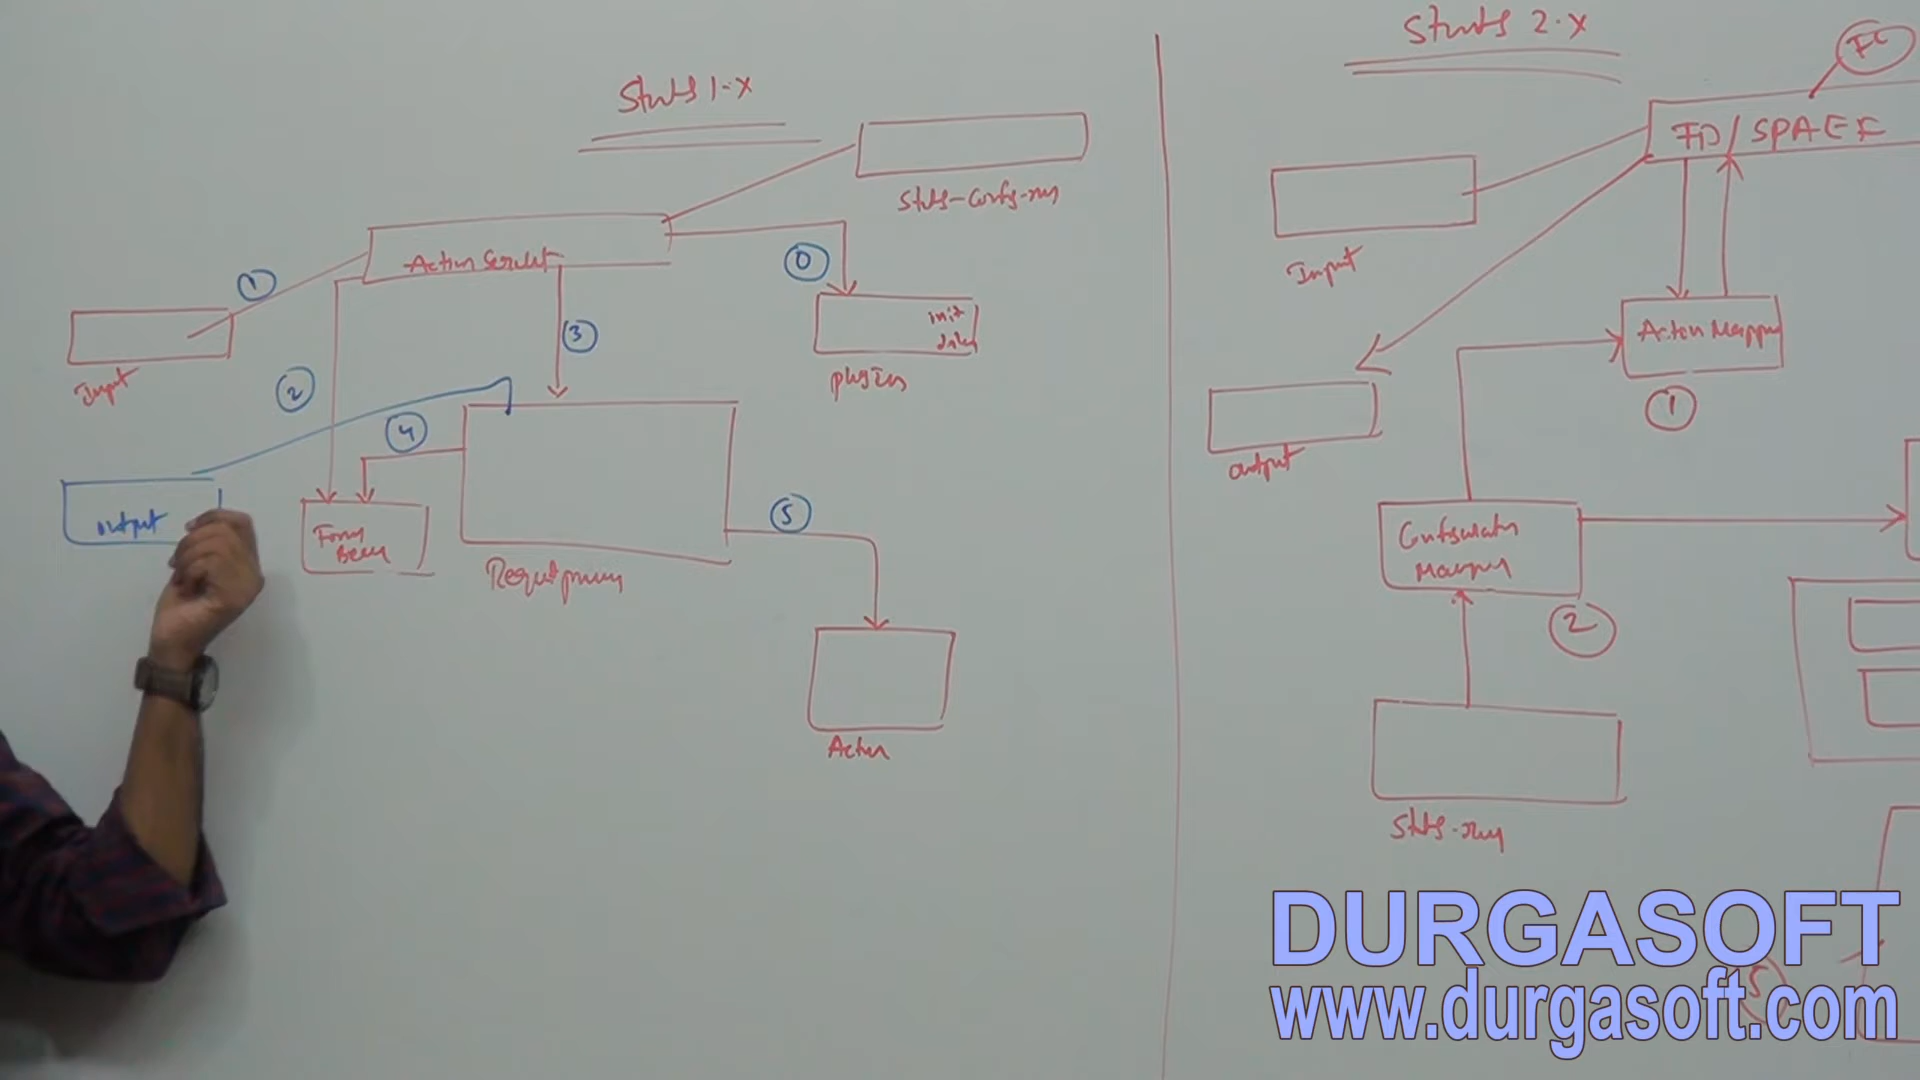 Struts 1.x
struts-config.xml
Action Servlet
1
0
init
plugIns
Input
3
2
4
Form
Bean
output
5
Action
Struts 2.x
FC
FD/SPAEF
Input
Action Mapper
1
output
Configuration
Manager
2
struts.xml
5
DURGASOFT
www.durgasoft.com